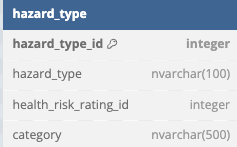 hazard_type
hazard_type_id integer
hazard_type nvarchar(100)
health_risk_rating_id integer
category nvarchar(500)